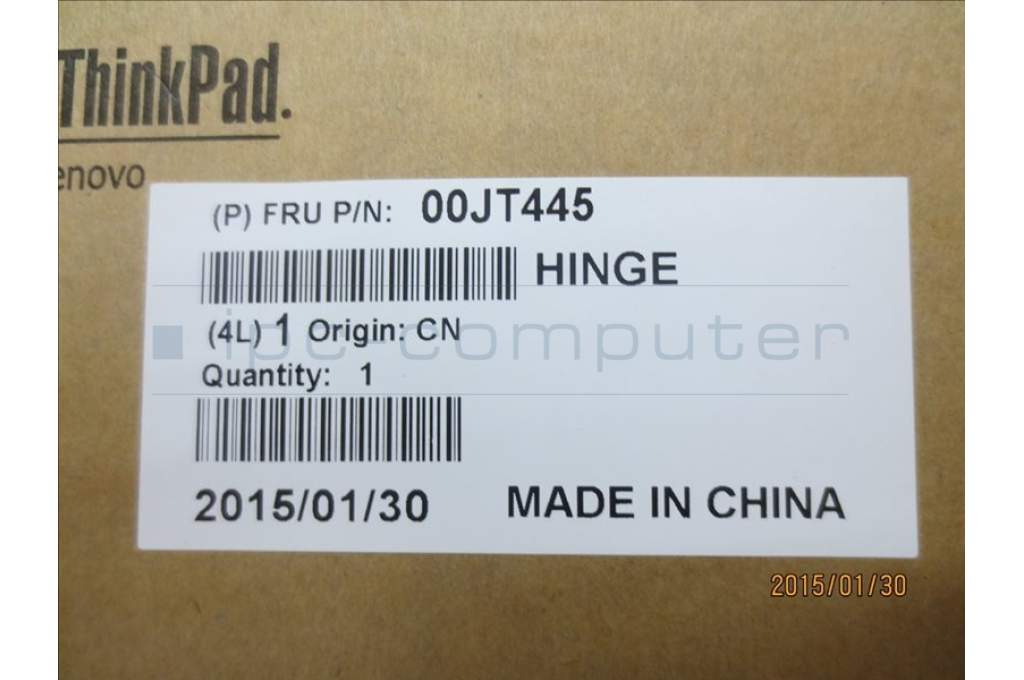 ThinkPad.
enovo
(P) FRU P/N: 00JT445
HINGE
(4L) 1 Origin: CN
ipc-computer
Quantity: 1
2015/01/30 MADE IN CHINA
2015/01/30